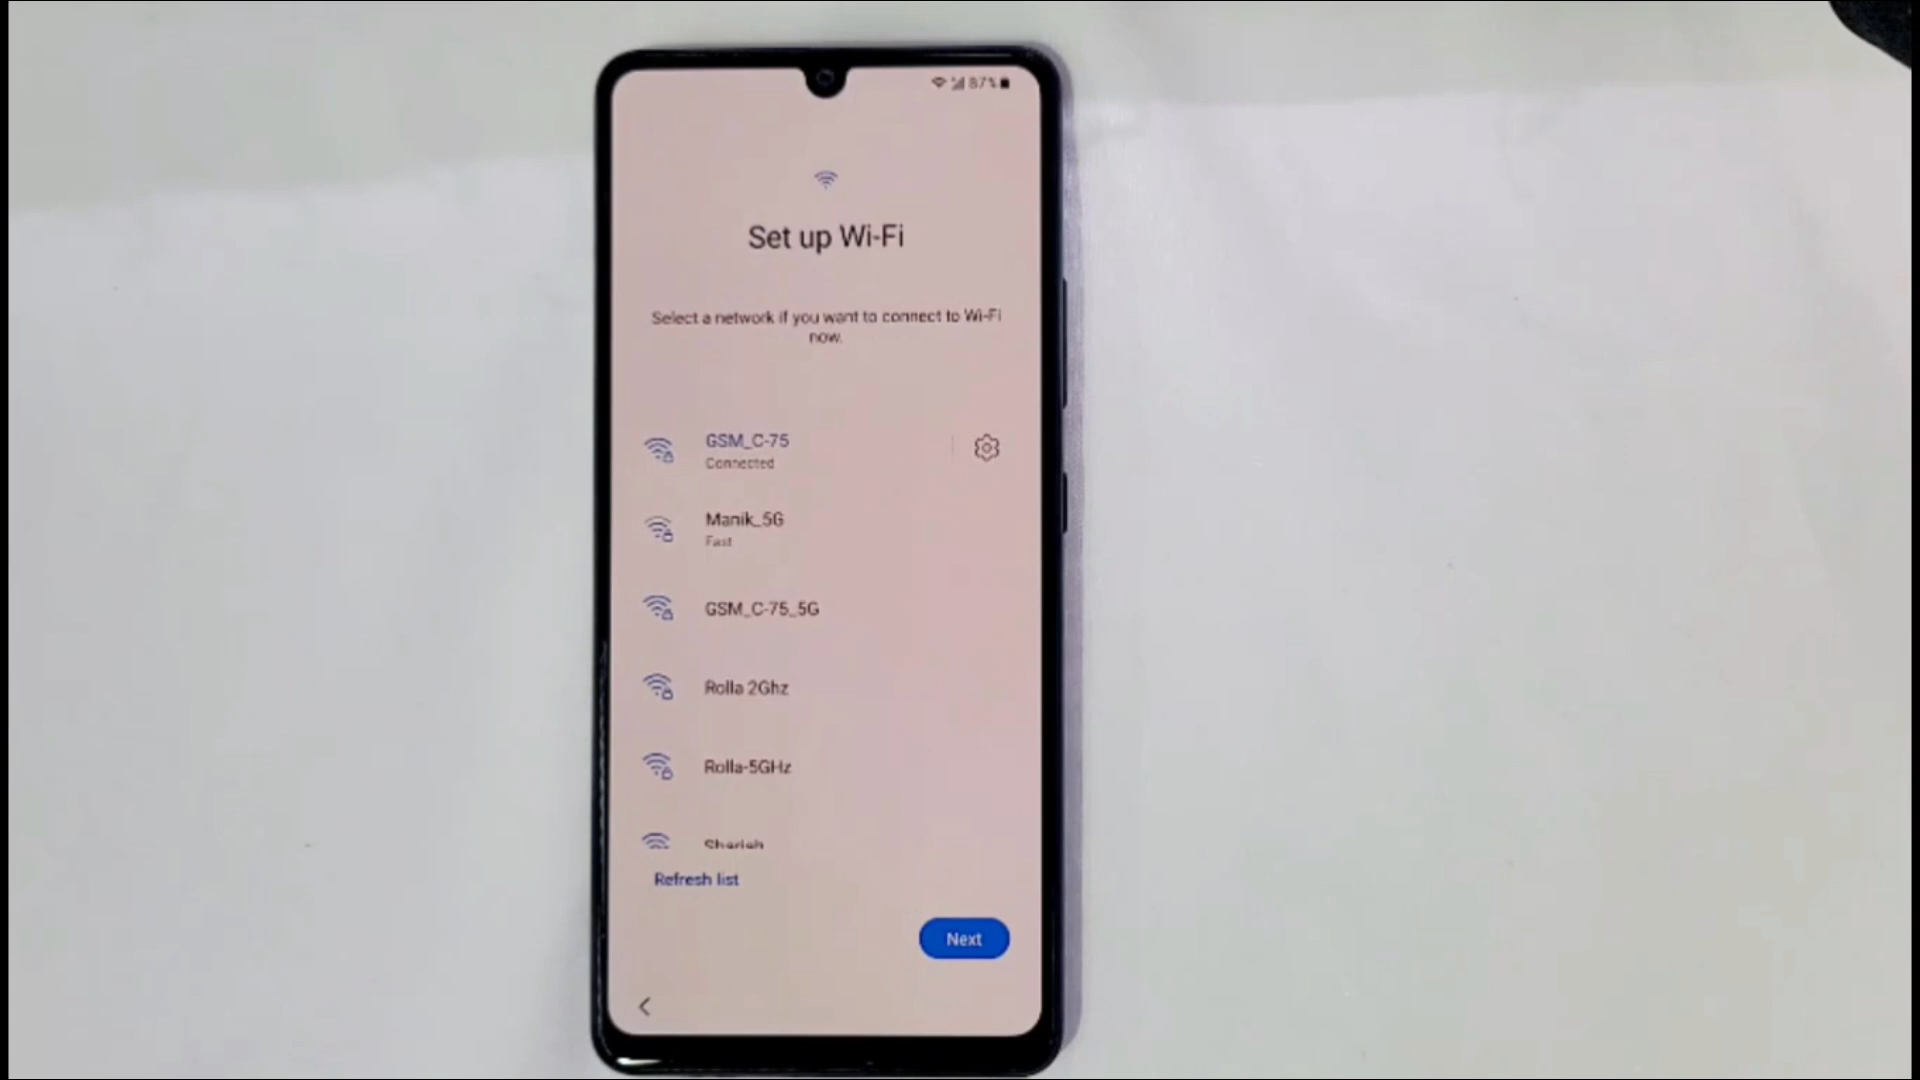 87%
Set up Wi-Fi
Select a network if you want to connect to Wi-Fi
now.
GSM_C-75
Connected
Manik_5G
Fast
GSM_C-75_5G
Rolla 2Ghz
Rolla-5GHz
Refresh list
Next